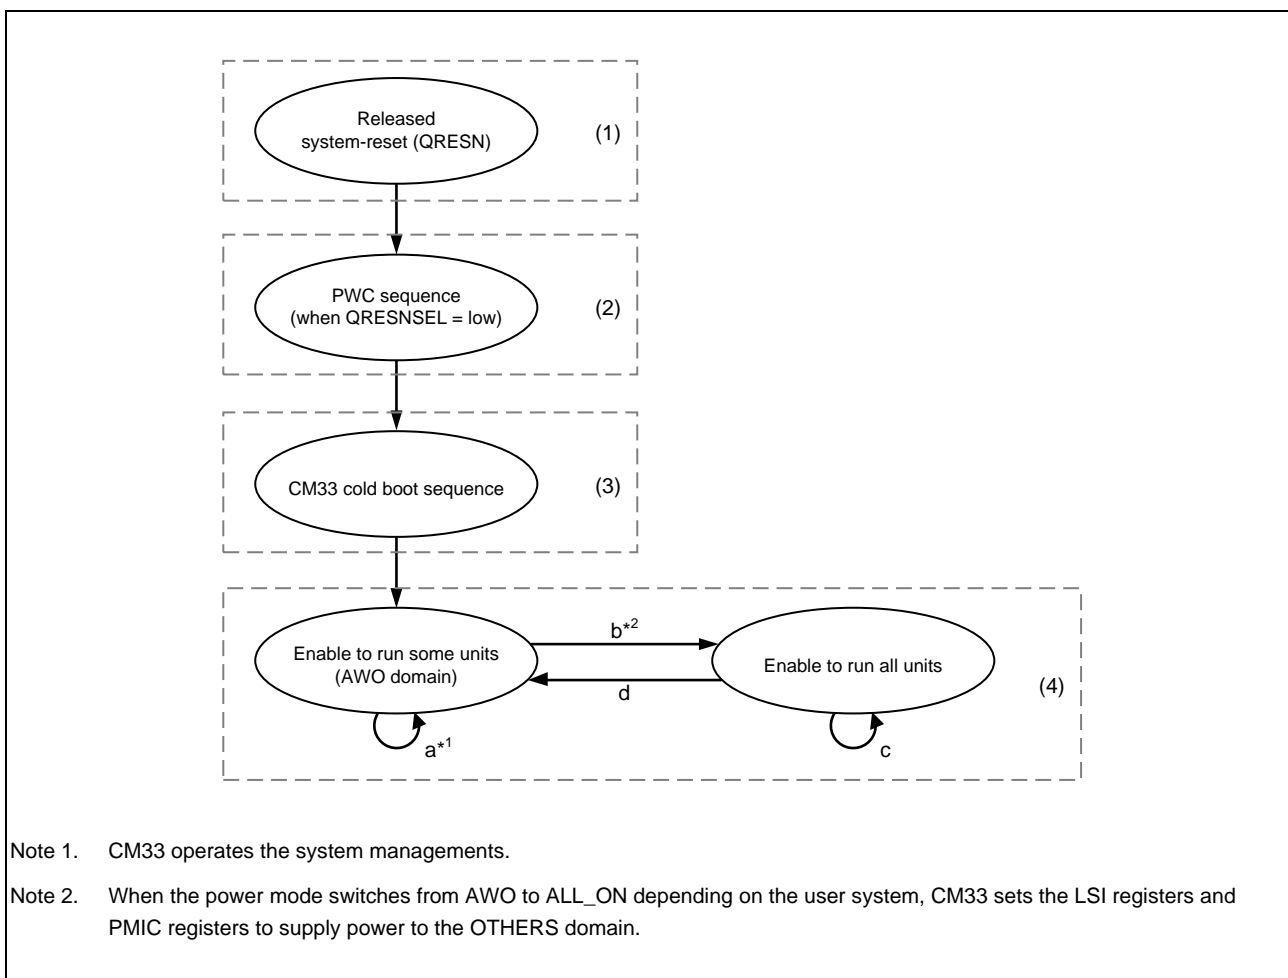 Released
system-reset (QRESN)
(1)
PWC sequence
(when QRESNSEL = low)
(2)
CM33 cold boot sequence
(3)
Enable to run some units
(AWO domain)
b*2
d
Enable to run all units
(4)
a*1
c
Note 1. CM33 operates the system managements.
Note 2. When the power mode switches from AWO to ALL_ON depending on the user system, CM33 sets the LSI registers and
PMIC registers to supply power to the OTHERS domain.